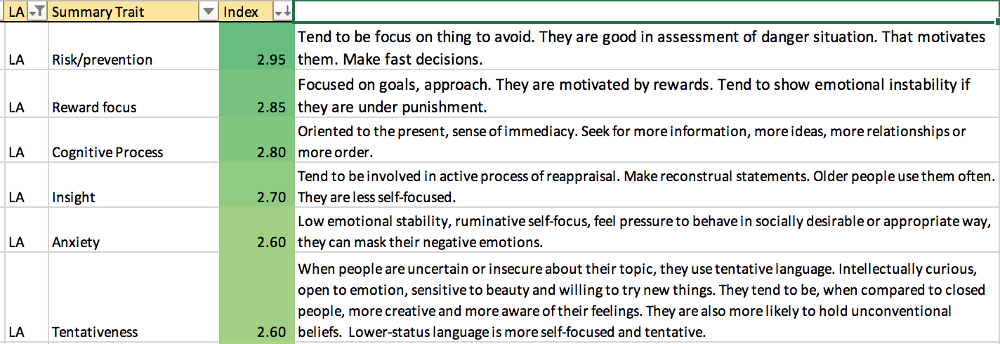 LA Summary Trait Index
Tend to be focus on thing to avoid. They are good in assessment of danger situation. That motivates
LA Risk/prevention 2.95 them. Make fast decisions.
Focused on goals, approach. They are motivated by rewards. Tend to show emotional instability if
LA Reward focus 2.85 they are under punishment.
Oriented to the present, sense of immediacy. Seek for more information, more ideas, more relationships or
LA Cognitive Process 2.80 more order.
Tend to be involved in active process of reappraisal. Make reconstrual statements. Older people use them often.
LA Insight 2.70 They are less self-focused.
Low emotional stability, ruminative self-focus, feel pressure to behave in socially desirable or appropriate way,
LA Anxiety 2.60 they can mask their negative emotions.
When people are uncertain or insecure about their topic, they use tentative language. Intellectually curious,
open to emotion, sensitive to beauty and willing to try new things. They tend to be, when compared to closed
people, more creative and more aware of their feelings. They are also more likely to hold unconventional
LA Tentativeness 2.60 beliefs. Lower-status language is more self-focused and tentative.